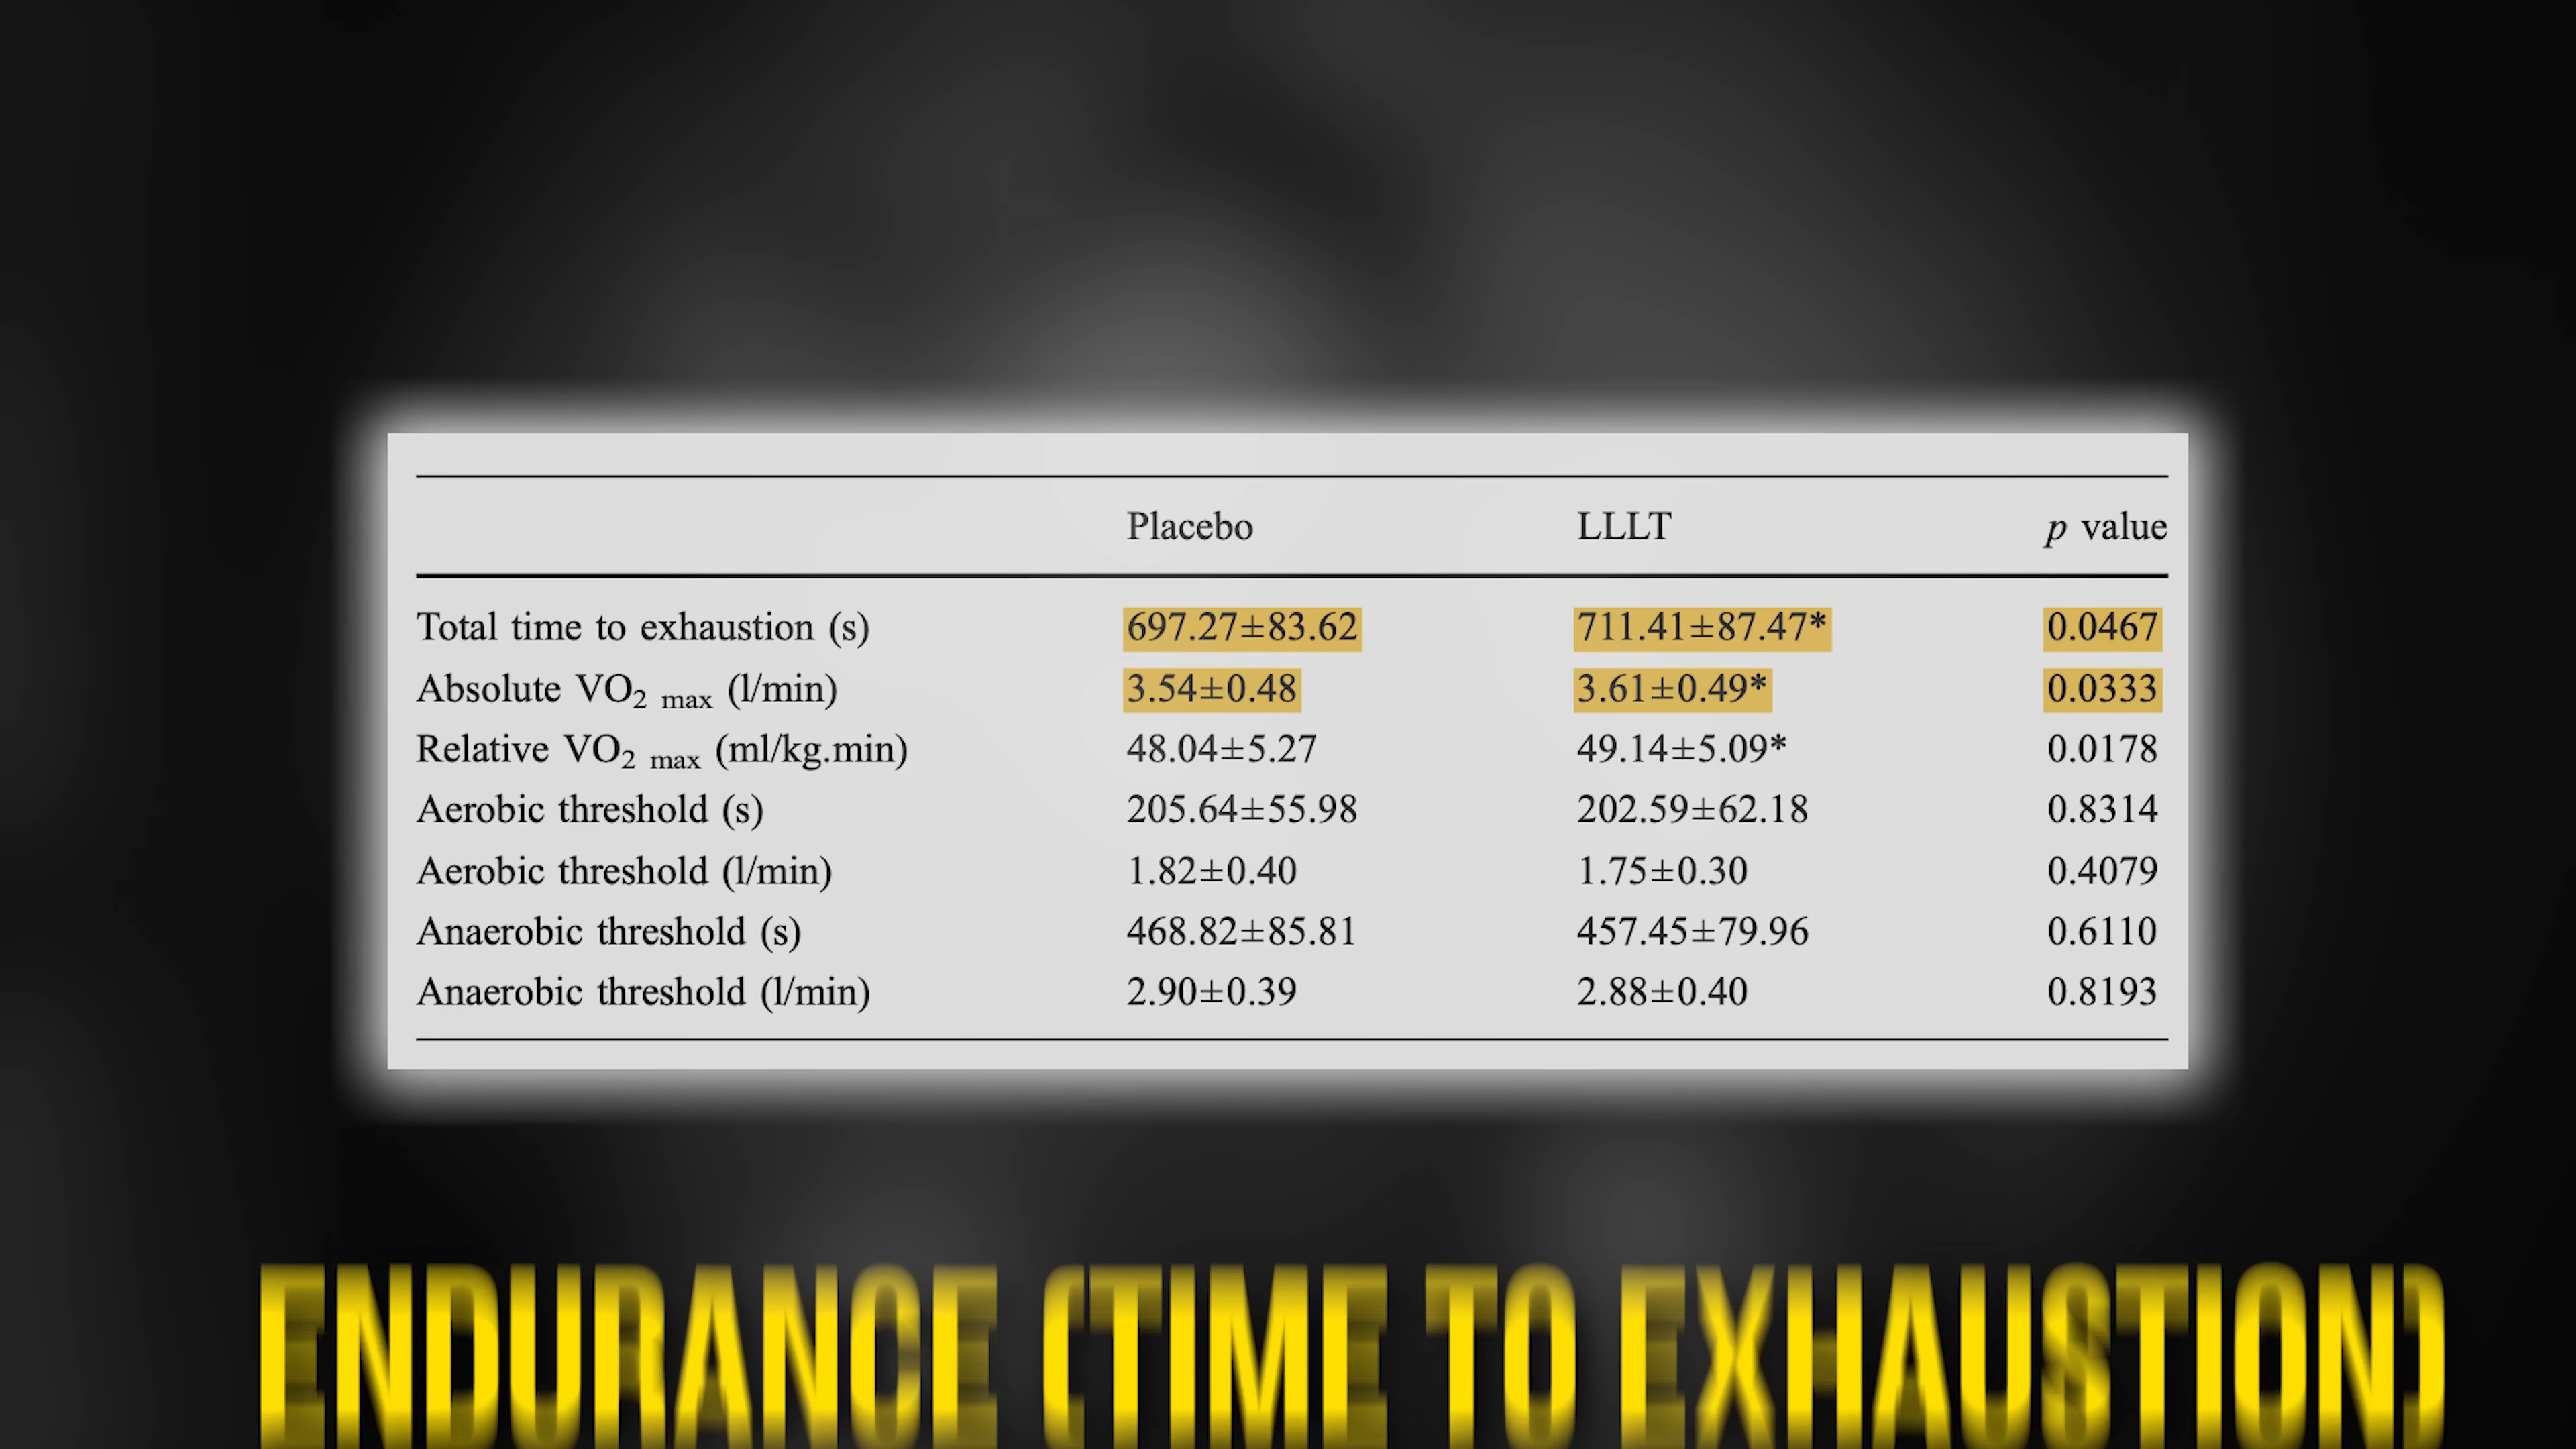 Placebo LLLT p value
Total time to exhaustion (s) 697.27±83.62 711.41±87.47* 0.0467
Absolute VO2 max (l/min) 3.54±0.48 3.61±0.49* 0.0333
Relative VO2 max (ml/kg.min) 48.04±5.27 49.14±5.09* 0.0178
Aerobic threshold (s) 205.64±55.98 202.59±62.18 0.8314
Aerobic threshold (l/min) 1.82±0.40 1.75±0.30 0.4079
Anaerobic threshold (s) 468.82±85.81 457.45±79.96 0.6110
Anaerobic threshold (l/min) 2.90±0.39 2.88±0.40 0.8193
ENDURANCE (TIME TO EXHAUSTION)